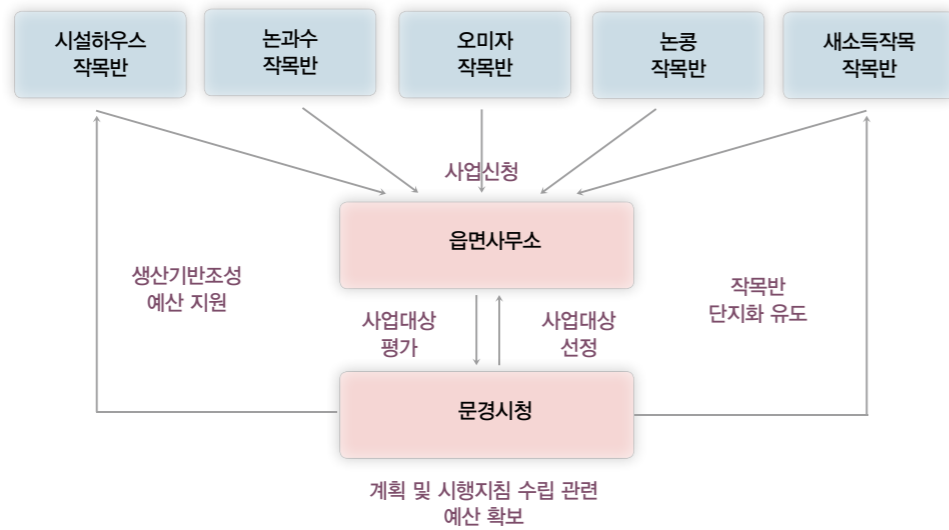 시설하우스
작목반
논과수
작목반
오미자
작목반
논콩
작목반
새소득작목
작목반
사업신청
읍면사무소
생산기반조성
예산 지원
작목반
단지화 유도
사업대상
평가
사업대상
선정
문경시청
계획 및 시행지침 수립 관련
예산 확보